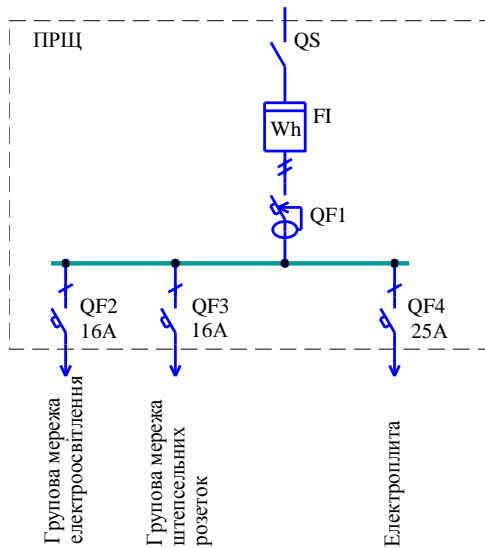 ПРЩ
QS
FI
Wh
QF1
QF2
16A
QF3
16A
QF4
25A
Групова мережа
електроосвітлення
Групова мережа
штепсельних
розеток
Електроплита